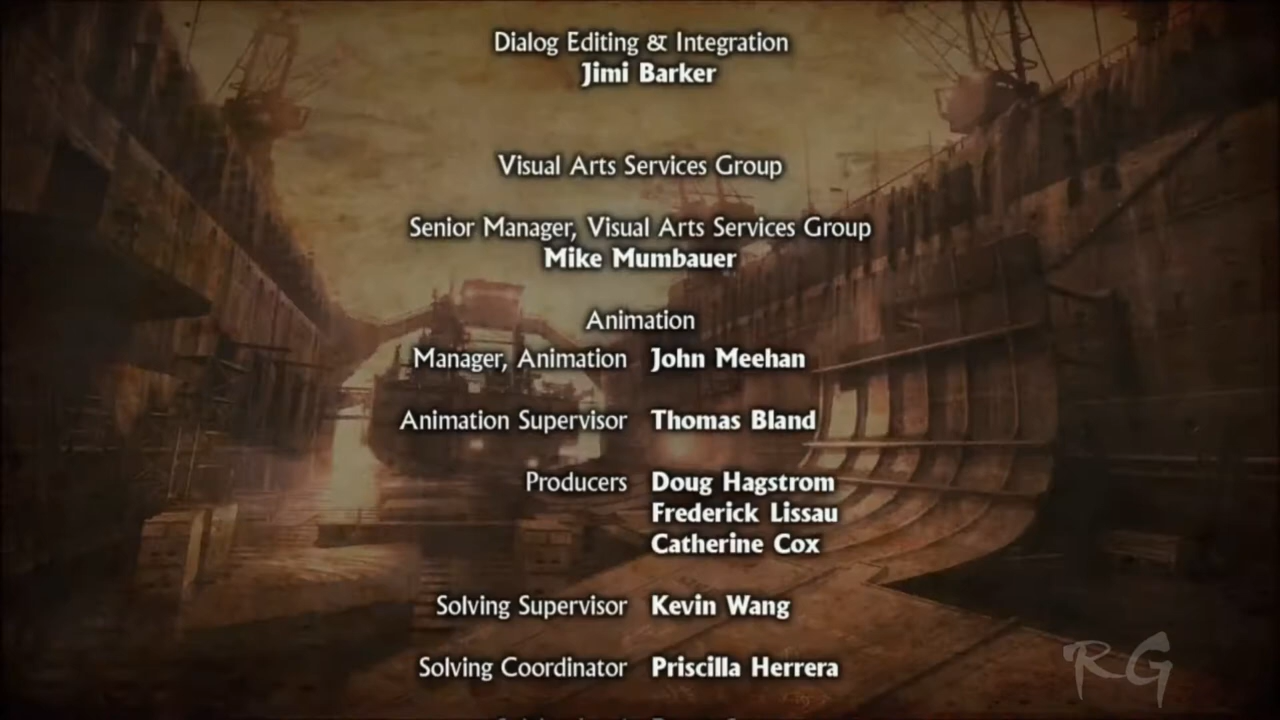 Dialog Editing & Integration
Jimi Barker
Visual Arts Services Group
Senior Manager, Visual Arts Services Group
Mike Mumbauer
Animation
Manager, Animation John Meehan
Animation Supervisor Thomas Bland
Producers Doug Hagstrom
Frederick Lissau
Catherine Cox
Solving Supervisor Kevin Wang
Solving Coordinator Priscilla Herrera
RG